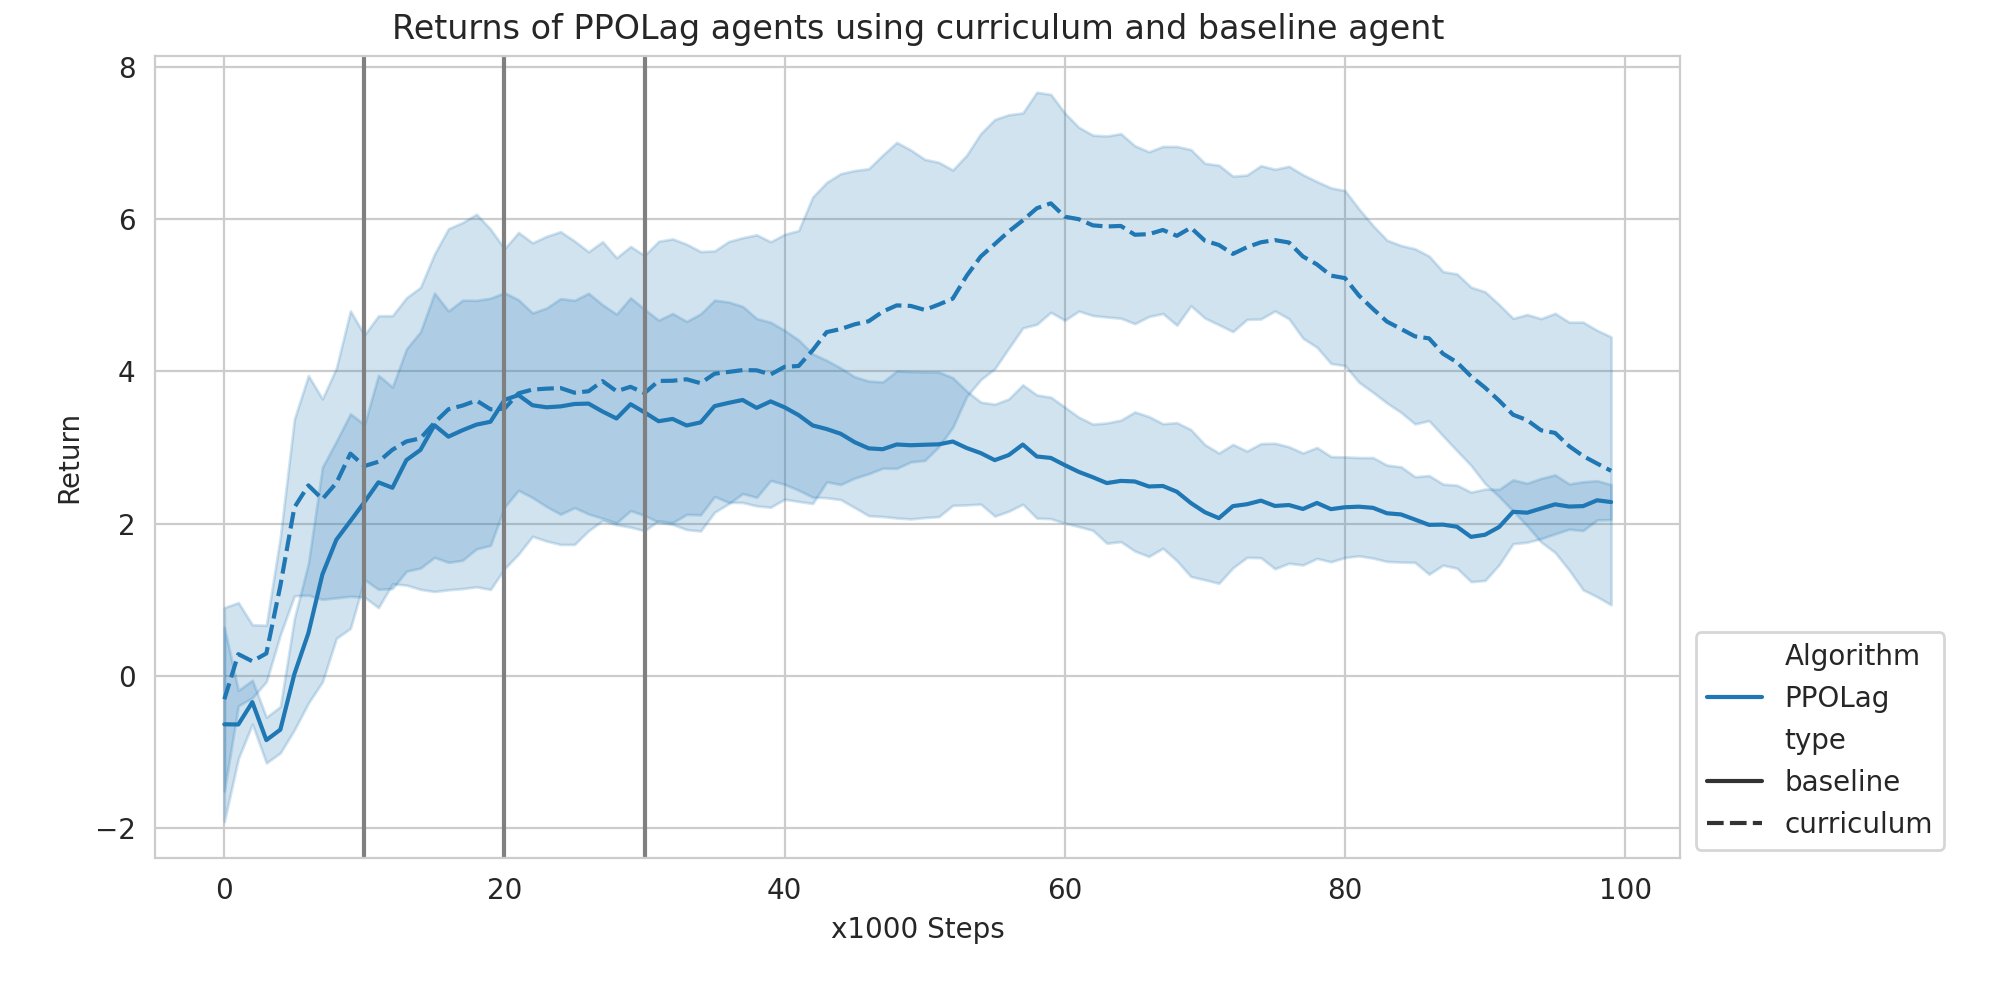 Returns of PPOLag agents using curriculum and baseline agent
8
6
4
2
0
−2
Return
0 20 40 60 80 100
x1000 Steps
Algorithm
PPOLag
type
baseline
curriculum